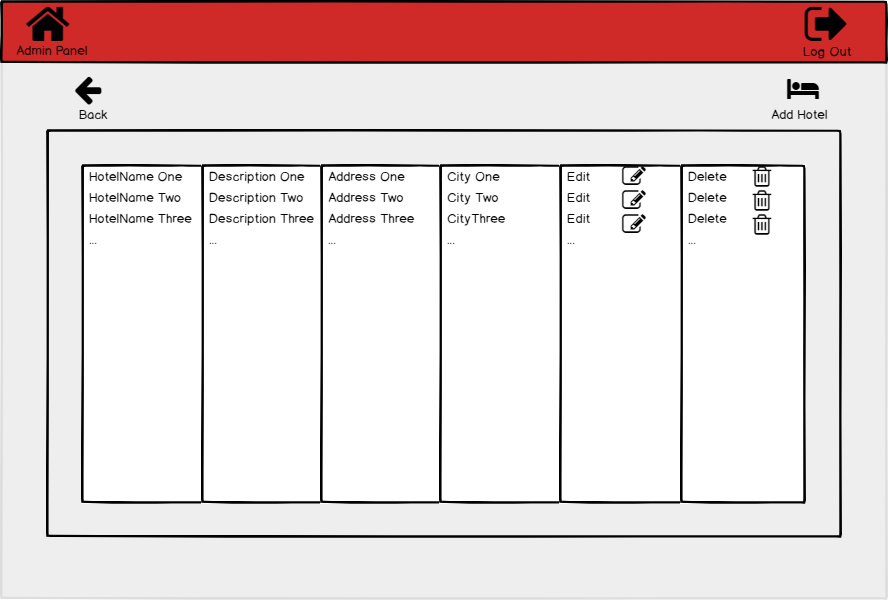 Admin Panel
Log Out
Back
Add Hotel
HotelName One Description One Address One City One Edit Delete
HotelName Two Description Two Address Two City Two Edit Delete
HotelName Three Description Three Address Three CityThree Edit Delete
... ... ... ... ... ...